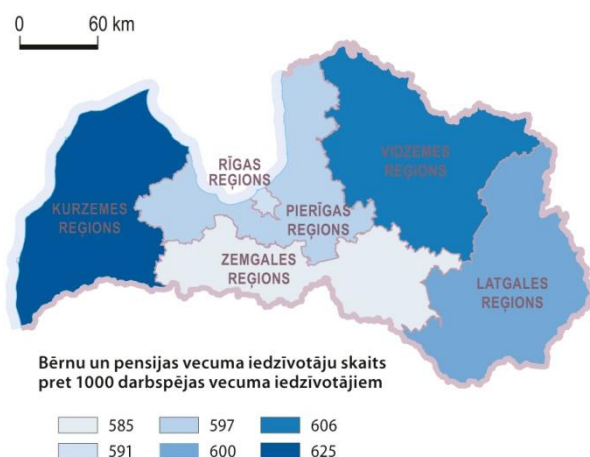 0 60 km
RĪGAS
REĢIONS
VIDZEMES
REĢIONS
KURZEMES
REĢIONS
PIERĪGAS
REĢIONS
ZEMGALES
REĢIONS
LATGALES
REĢIONS
Bērnu un pensijas vecuma iedzīvotāju skaits
pret 1000 darbspējas vecuma iedzīvotājiem
585 597 606
591 600 625